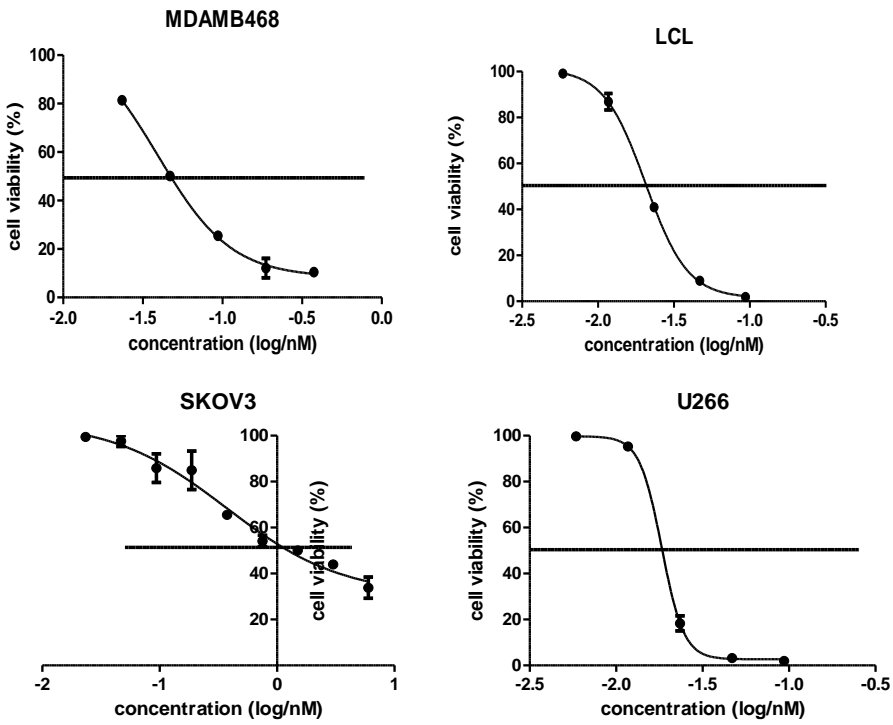 MDAMB468
cell viability (%)
100
80
60
40
20
0
-2.0 -1.5 -1.0 -0.5 0.0
concentration (log/nM)
LCL
cell viability (%)
100
80
60
40
20
0
-2.5 -2.0 -1.5 -1.0 -0.5
concentration (log/nM)
SKOV3
100
80
60
40
20
cell viability (%)
-2 -1 0 1
concentration (log/nM)
U266
cell viability (%)
100
80
60
40
20
0
-2.5 -2.0 -1.5 -1.0 -0.5
concentration (log/nM)